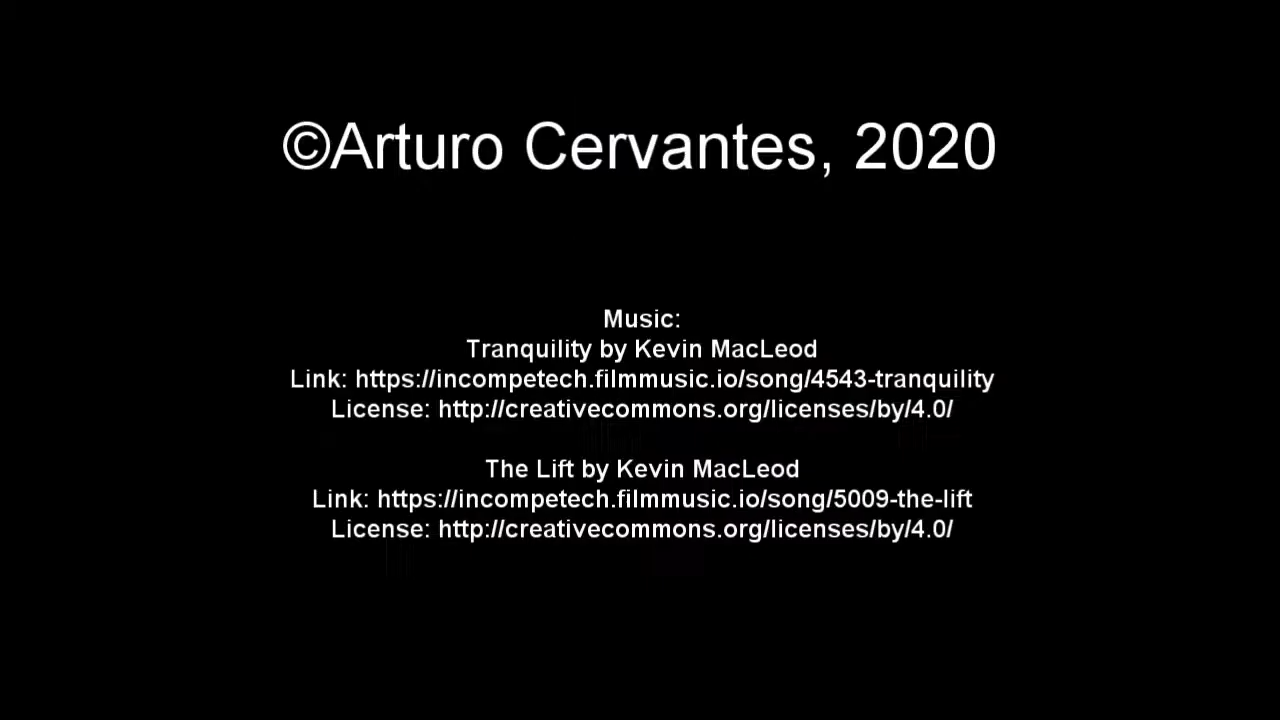 ©Arturo Cervantes, 2020
Music:
Tranquility by Kevin MacLeod
Link: https://incompetech.filmmusic.io/song/4543-tranquility
License: http://creativecommons.org/licenses/by/4.0/
The Lift by Kevin MacLeod
Link: https://incompetech.filmmusic.io/song/5009-the-lift
License: http://creativecommons.org/licenses/by/4.0/